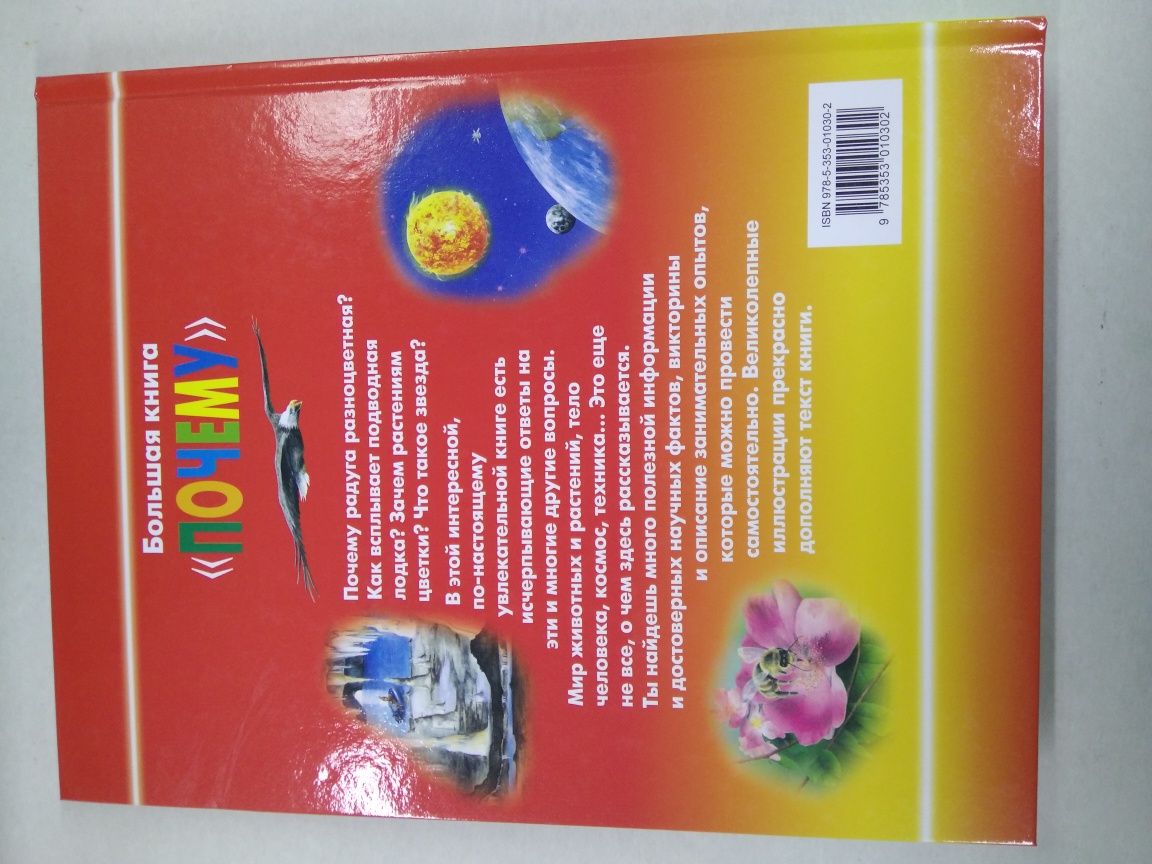 Большая книга
«ПОЧЕМУ»
Почему радуга разноцветная?
Как всплывает подводная
лодка? Зачем растениям
цветки? Что такое звезда?
В этой интересной,
по-настоящему
увлекательной книге есть
исчерпывающие ответы на
эти и многие другие вопросы.
Мир животных и растений, тело
человека, космос, техника... Это еще
не все, о чем здесь рассказывается.
Ты найдешь много полезной информации
и достоверных научных фактов, викторины
и описание занимательных опытов,
которые можно провести
самостоятельно. Великолепные
иллюстрации прекрасно
дополняют текст книги.
ISBN 978-5-353-01030-2
9 785353 010302